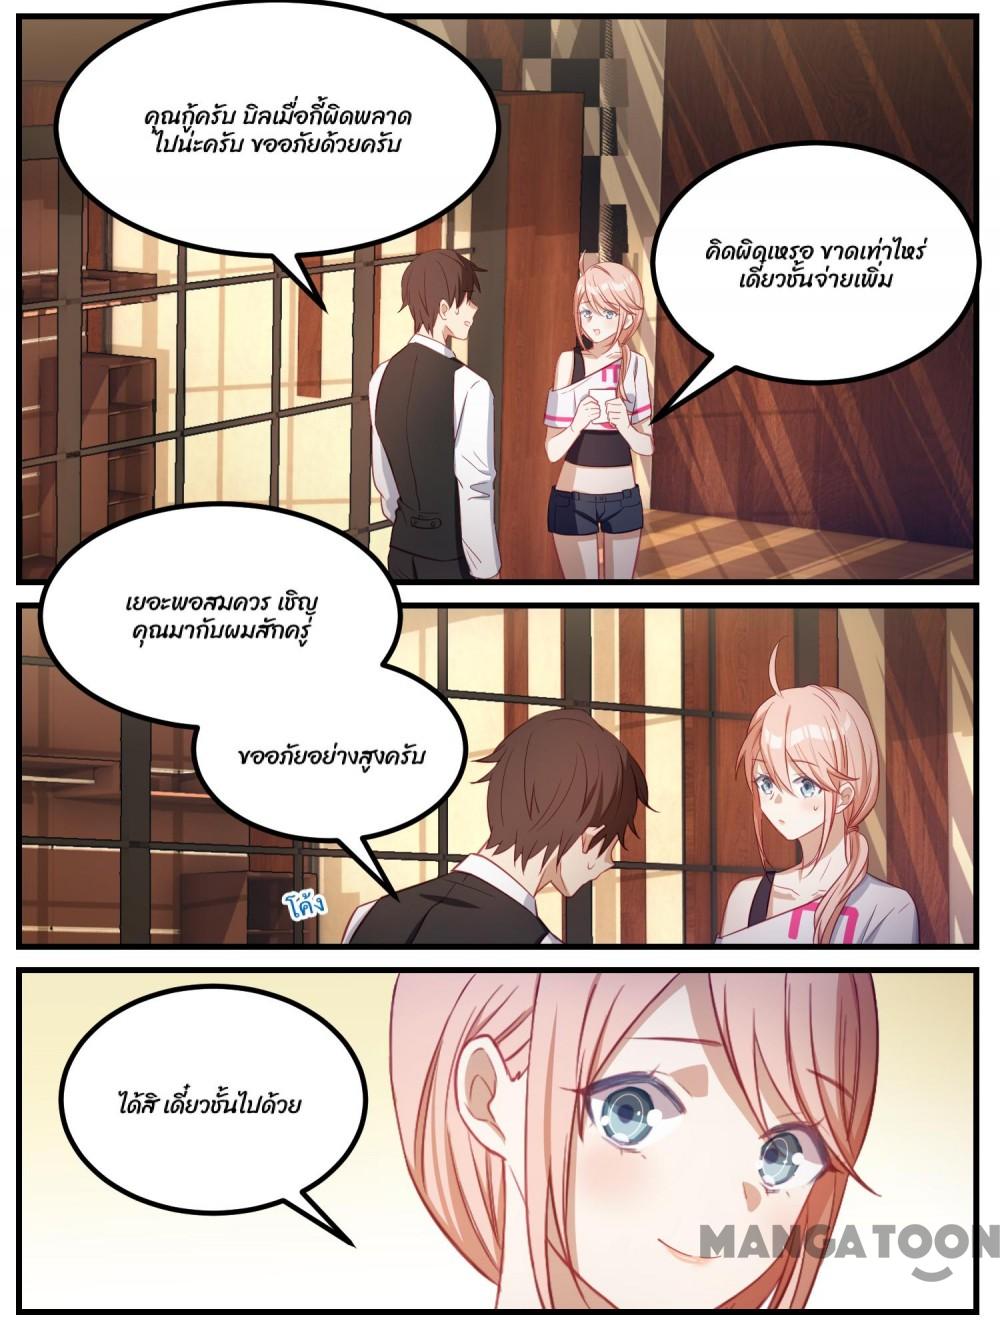 คุณกู้ครับ บิลเมื่อกี้ผิดพลาด
ไปน่ะครับ ขออภัยด้วยครับ
คิดผิดเหรอ ขาดเท่าไหร่
เดี๋ยวชั้นจ่ายเพิ่ม
เยอะพอสมควร เชิญ
คุณมากับผมสักครู่
ขออภัยอย่างสูงครับ
โค้ง
ได้สิ เดี๋ยวชั้นไปด้วย
MANGATOON